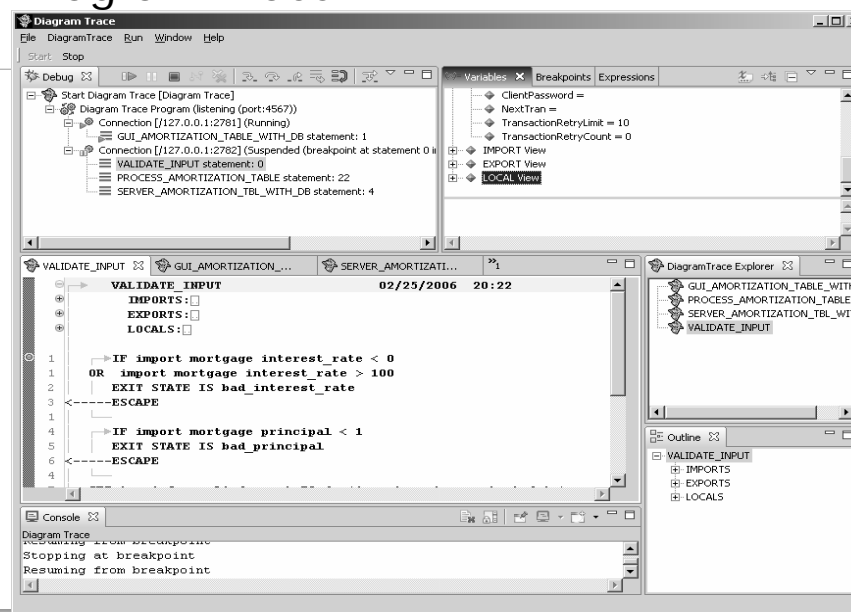 Diagram Trace
File DiagramTrace Run Window Help
Start Stop
Debug
Start Diagram Trace [Diagram Trace]
Diagram Trace Program (listening (port:4567))
Connection [/127.0.0.1:2781] (Running)
GUI_AMORTIZATION_TABLE_WITH_DB statement: 1
Connection [/127.0.0.1:2782] (Suspended (breakpoint at statement 0 i
VALIDATE_INPUT statement: 0
PROCESS_AMORTIZATION_TABLE statement: 22
SERVER_AMORTIZATION_TBL_WITH_DB statement: 4
Variables Breakpoints Expressions
ClientPassword =
NextTran =
TransactionRetryLimit = 10
TransactionRetryCount = 0
IMPORT View
EXPORT View
LOCAL View
VALIDATE_INPUT GUI_AMORTIZATION_... SERVER_AMORTIZATI... »1
VALIDATE_INPUT 02/25/2006 20:22
IMPORTS:
EXPORTS:
LOCALS:
1 IF import mortgage interest_rate < 0
1 OR import mortgage interest_rate > 100
2 EXIT STATE IS bad_interest_rate
3 <-----ESCAPE
1
4 IF import mortgage principal < 1
5 EXIT STATE IS bad_principal
6 <-----ESCAPE
4
DiagramTrace Explorer
GUI_AMORTIZATION_TABLE_WITH
PROCESS_AMORTIZATION_TABLE
SERVER_AMORTIZATION_TBL_WI
VALIDATE_INPUT
Outline
VALIDATE_INPUT
IMPORTS
EXPORTS
LOCALS
Console
Diagram Trace
Resuming from breakpoint
Stopping at breakpoint
Resuming from breakpoint